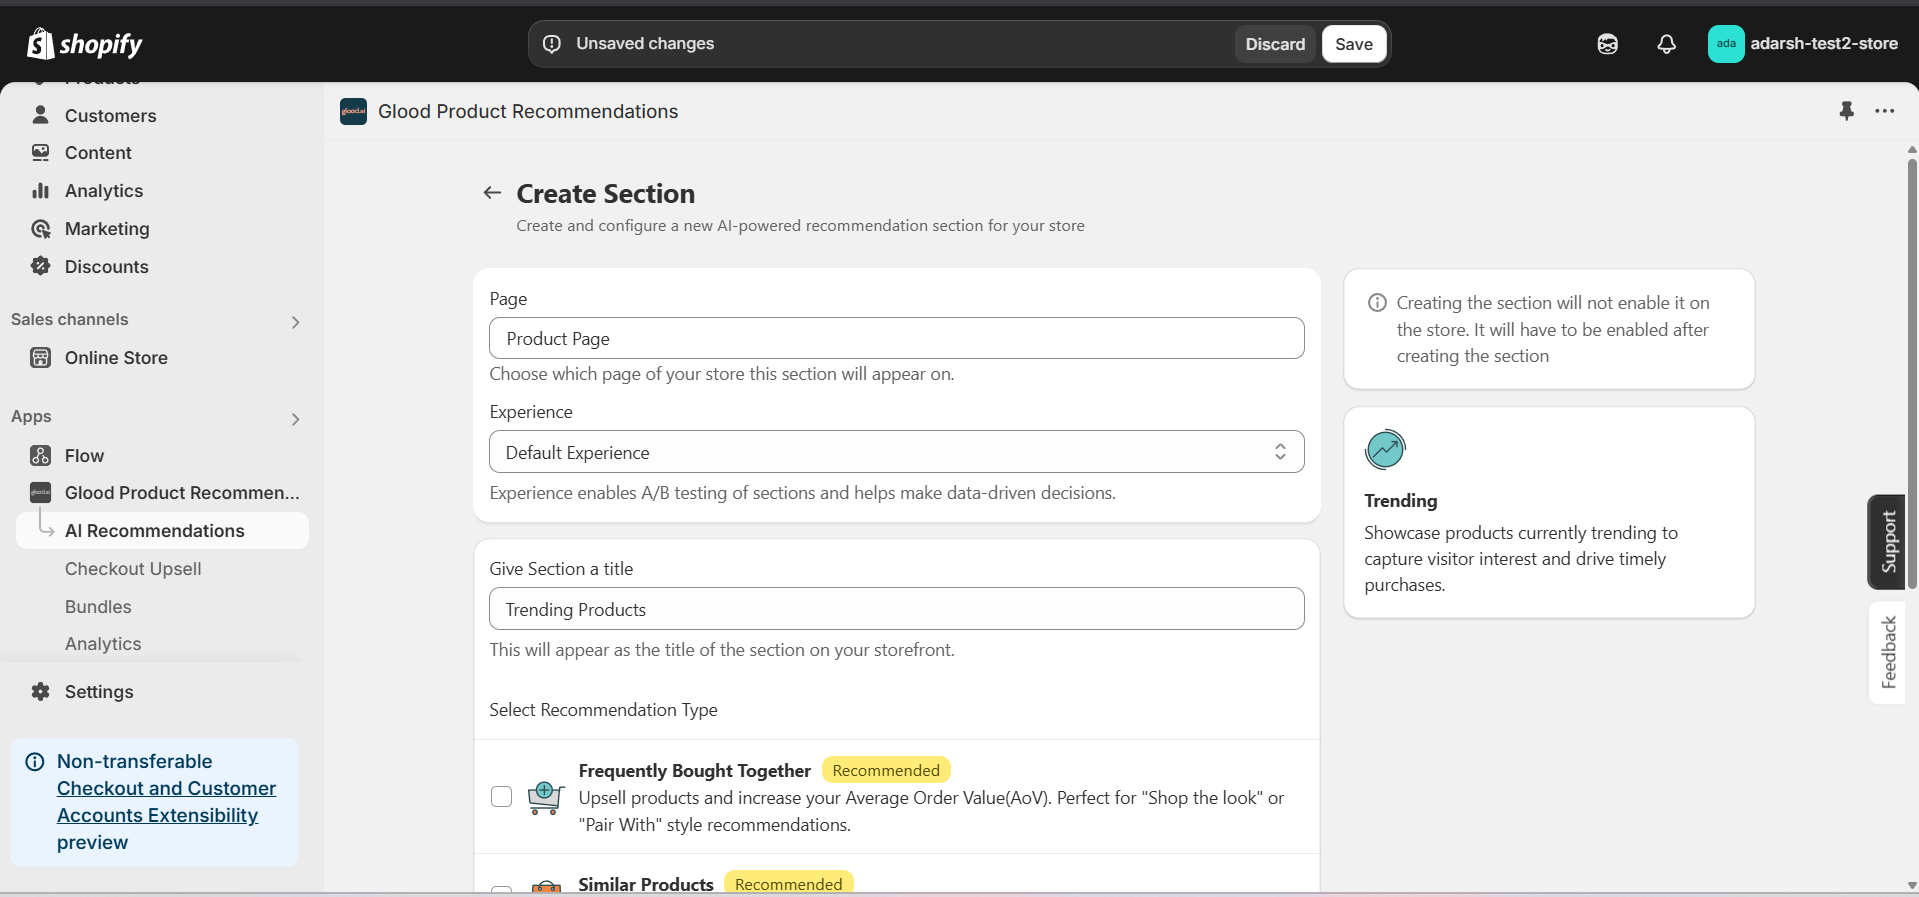 shopify
Unsaved changes
Discard
Save
ada
adarsh-test2-store
Products
Customers
Content
Analytics
Marketing
Discounts
Sales channels
Online Store
Apps
Flow
Glood Product Recommen...
AI Recommendations
Checkout Upsell
Bundles
Analytics
Settings
Non-transferable
Checkout and Customer
Accounts Extensibility
preview
glood.ai
Glood Product Recommendations
Create Section
Create and configure a new AI-powered recommendation section for your store
Page
Product Page
Choose which page of your store this section will appear on.
Experience
Default Experience
Experience enables A/B testing of sections and helps make data-driven decisions.
Give Section a title
Trending Products
This will appear as the title of the section on your storefront.
Select Recommendation Type
Frequently Bought Together Recommended
Upsell products and increase your Average Order Value(AoV). Perfect for "Shop the look" or
"Pair With" style recommendations.
Similar Products Recommended
Creating the section will not enable it on
the store. It will have to be enabled after
creating the section
Trending
Showcase products currently trending to
capture visitor interest and drive timely
purchases.
Support
Feedback